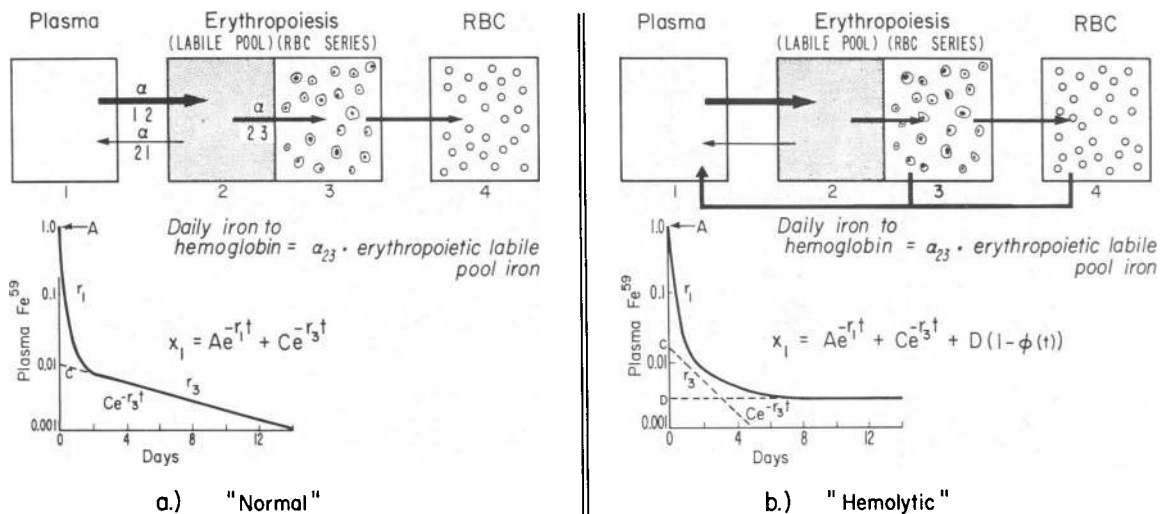 Plasma
Erythropoiesis
(LABILE POOL) (RBC SERIES)
RBC
α
12
α
21
α
23
1
2
3
4
Daily iron to
hemoglobin = α₂₃ · erythropoietic labile
pool iron
Plasma Fe⁵⁹
1.0
0.1
0.01
0.001
A
r₁
C
r₃
Ce^-r₃t
x₁ = Ae^-r₁t + Ce^-r₃t
0 4 8 12
Days
a.) "Normal"
Plasma
Erythropoiesis
(LABILE POOL) (RBC SERIES)
RBC
1
2
3
4
Daily iron to
hemoglobin = α₂₃ · erythropoietic labile
pool iron
Plasma Fe⁵⁹
1.0
0.1
0.01
0.001
A
r₁
C
r₃
D
Ce^-r₃t
x₁ = Ae^-r₁t + Ce^-r₃t + D(1-φ(t))
0 4 8 12
Days
b.) "Hemolytic"